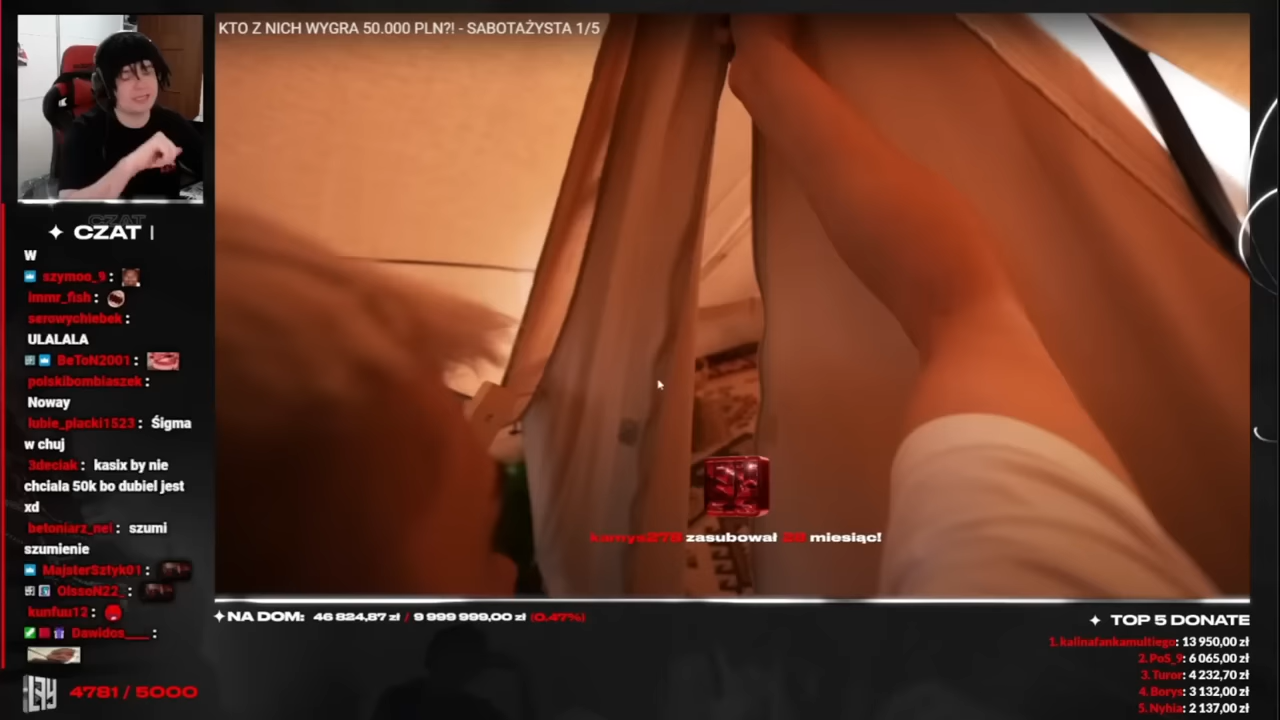 KTO Z NICH WYGRA 50.000 PLN?! - SABOTAŻYSTA 1/5
✦ CZAT |
W
szymoo_9 :
immr_fish :
serowychlebek :
ULALALA
BeToN2001 :
polskibombiaszek :
Noway
lubie_placki1523 : Śigma
w chuj
3deciak : kasix by nie
chciala 50k bo dubiel jest
xd
betoniarz_nei : szumi
szumienie
MajsterSztyk01 :
OlssoN22_ :
kunfuu12 :
Dawidos____ :
4781 / 5000
zasubował miesiąc!
✦ NA DOM: 46 824,87 zł / 9 999 999,00 zł (0.47%)
✦ TOP 5 DONATE
1. kalinafankamultiego: 13 950,00 zł
2. PoS_9: 6 065,00 zł
3. Turor: 4 232,70 zł
4. Borys: 3 132,00 zł
5. Nyhia: 2 137,00 zł